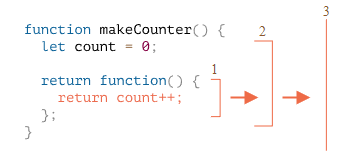 3
function makeCounter() {
2
let count = 0;
return function() {
1
return count++;
};
}